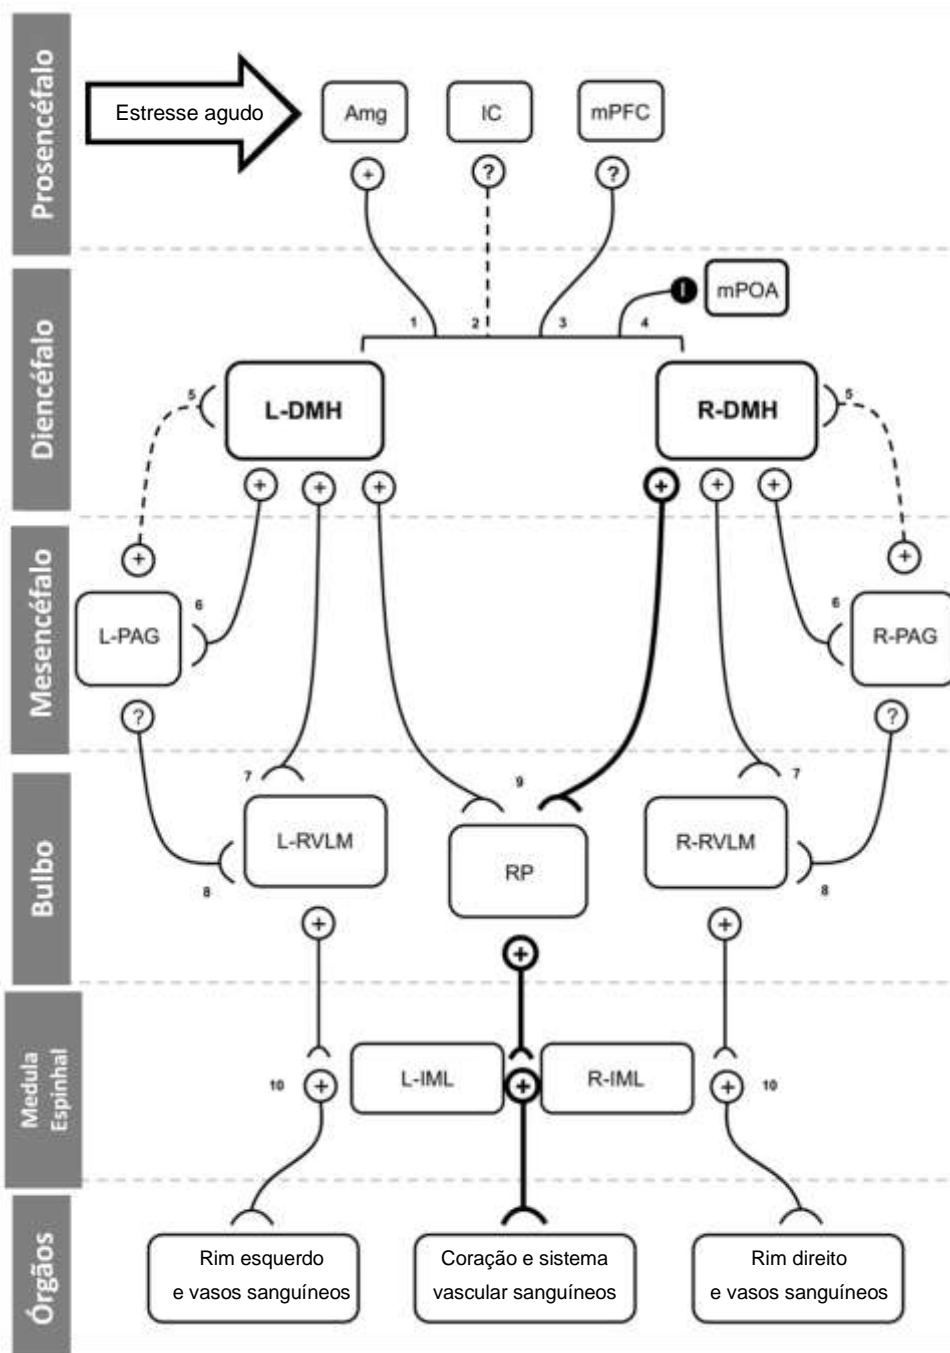 Prosencéfalo
Estresse agudo
Amg
IC
mPFC
+
?
?
Diencéfalo
I
mPOA
1
2
3
4
L-DMH
R-DMH
5
5
+
+
+
+
+
+
Mesencéfalo
+
+
6
6
L-PAG
R-PAG
?
?
Bulbo
7
9
7
L-RVLM
RP
R-RVLM
8
8
+
+
+
Medula
Espinhal
L-IML
R-IML
10
+
+
+
10
Órgãos
Rim esquerdo
e vasos sanguíneos
Coração e sistema
vascular sanguíneos
Rim direito
e vasos sanguíneos